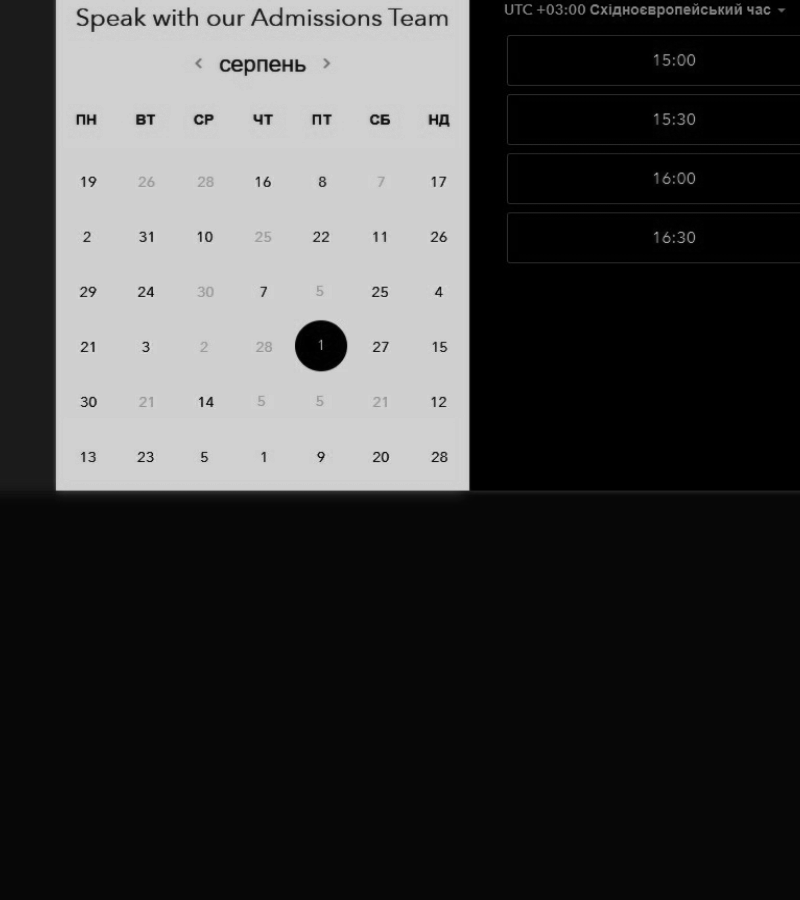 Speak with our Admissions Team
< серпень >
ПН ВТ СР ЧТ ПТ СБ НД
19 26 28 16 8 7 17
2 31 10 25 22 11 26
29 24 30 7 5 25 4
21 3 2 28 1 27 15
30 21 14 5 5 21 12
13 23 5 1 9 20 28
UTC +03:00 Східноєвропейський час
15:00
15:30
16:00
16:30